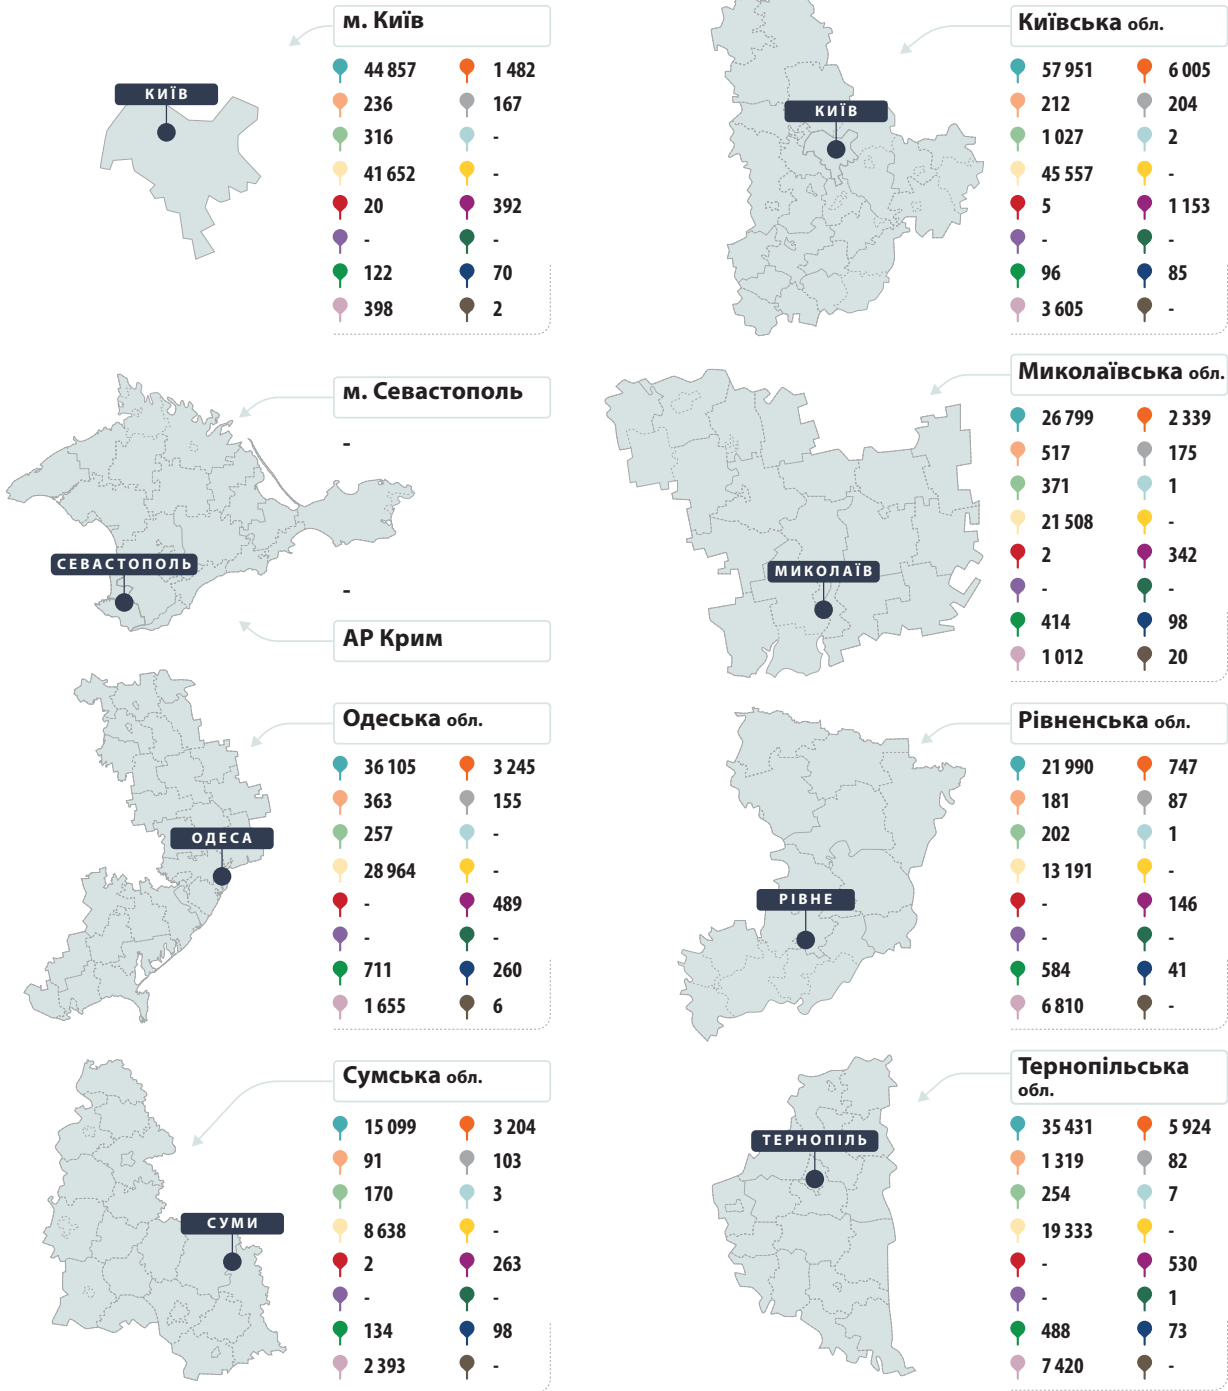 м. Київ
КИЇВ
44 857 1 482
236 167
316 -
41 652 -
20 392
- -
122 70
398 2
Київська обл.
КИЇВ
57 951 6 005
212 204
1 027 2
45 557 -
5 1 153
- -
96 85
3 605 -
м. Севастополь
-
СЕВАСТОПОЛЬ
-
АР Крим
Миколаївська обл.
МИКОЛАЇВ
26 799 2 339
517 175
371 1
21 508 -
2 342
- -
414 98
1 012 20
Одеська обл.
ОДЕСА
36 105 3 245
363 155
257 -
28 964 -
- 489
- -
711 260
1 655 6
Рівненська обл.
РІВНЕ
21 990 747
181 87
202 1
13 191 -
- 146
- -
584 41
6 810 -
Сумська обл.
СУМИ
15 099 3 204
91 103
170 3
8 638 -
2 263
- -
134 98
2 393 -
Тернопільська
обл.
ТЕРНОПІЛЬ
35 431 5 924
1 319 82
254 7
19 333 -
- 530
- 1
488 73
7 420 -